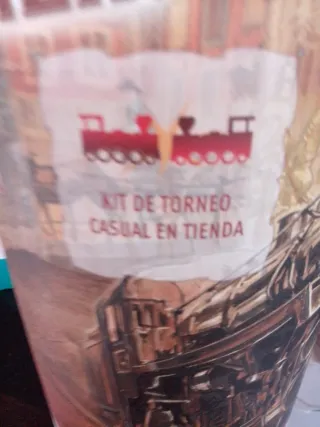 KIT DE TORNEO
CASUAL EN TIENDA